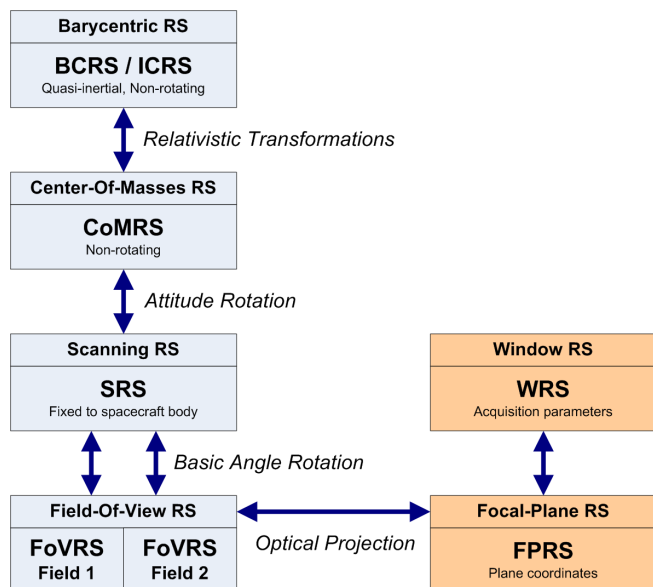 Barycentric RS
BCRS / ICRS
Quasi-inertial, Non-rotating
Relativistic Transformations
Center-Of-Masses RS
CoMRS
Non-rotating
Attitude Rotation
Scanning RS
SRS
Fixed to spacecraft body
Window RS
WRS
Acquisition parameters
Basic Angle Rotation
Field-Of-View RS
FoVRS
Field 1
FoVRS
Field 2
Optical Projection
Focal-Plane RS
FPRS
Plane coordinates